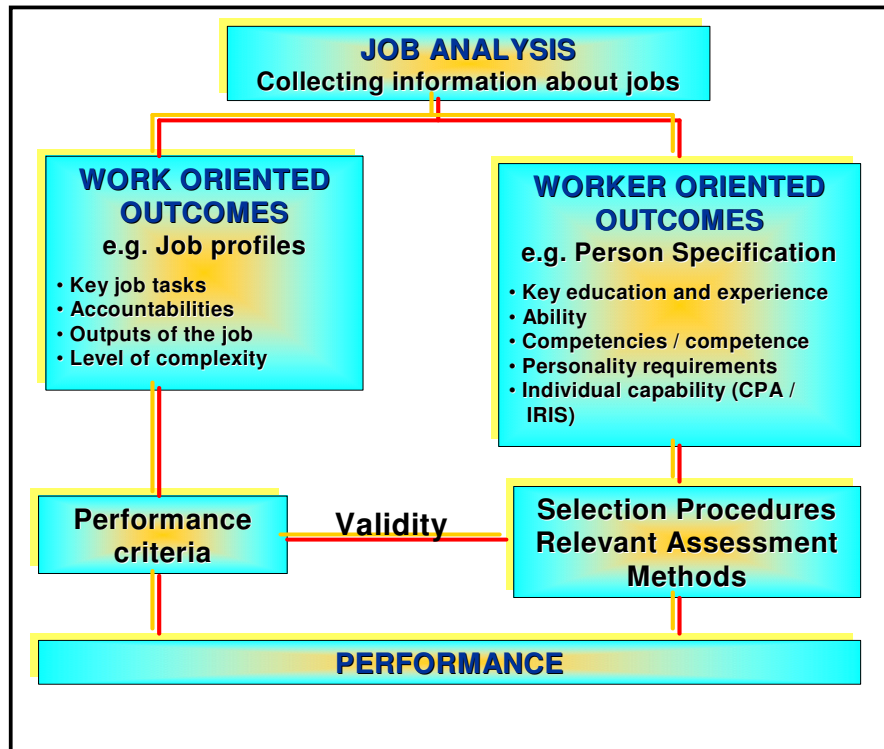 JOB ANALYSIS
Collecting information about jobs
WORK ORIENTED
OUTCOMES
e.g. Job profiles
• Key job tasks
• Accountabilities
• Outputs of the job
• Level of complexity
WORKER ORIENTED
OUTCOMES
e.g. Person Specification
• Key education and experience
• Ability
• Competencies / competence
• Personality requirements
• Individual capability (CPA /
IRIS)
Performance
criteria
Validity
Selection Procedures
Relevant Assessment
Methods
PERFORMANCE